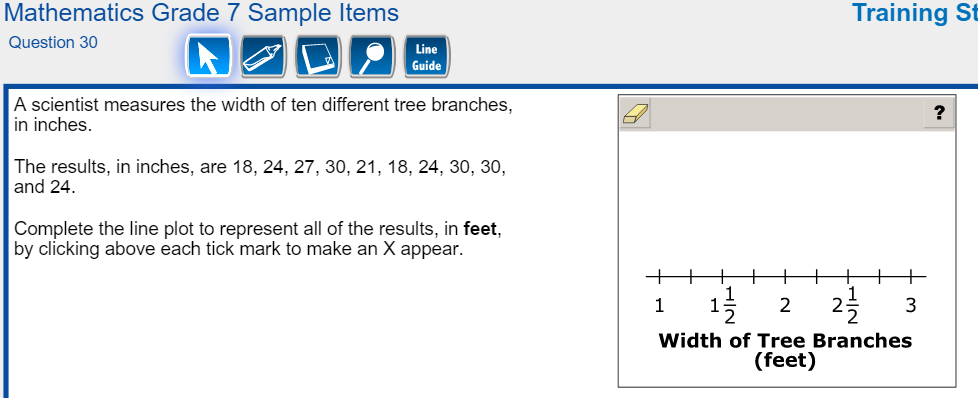 Mathematics Grade 7 Sample Items
Training St
Question 30
Line
Guide
A scientist measures the width of ten different tree branches,
in inches.
The results, in inches, are 18, 24, 27, 30, 21, 18, 24, 30, 30,
and 24.
Complete the line plot to represent all of the results, in feet,
by clicking above each tick mark to make an X appear.
?
1 1 1/2 2 2 1/2 3
Width of Tree Branches
(feet)